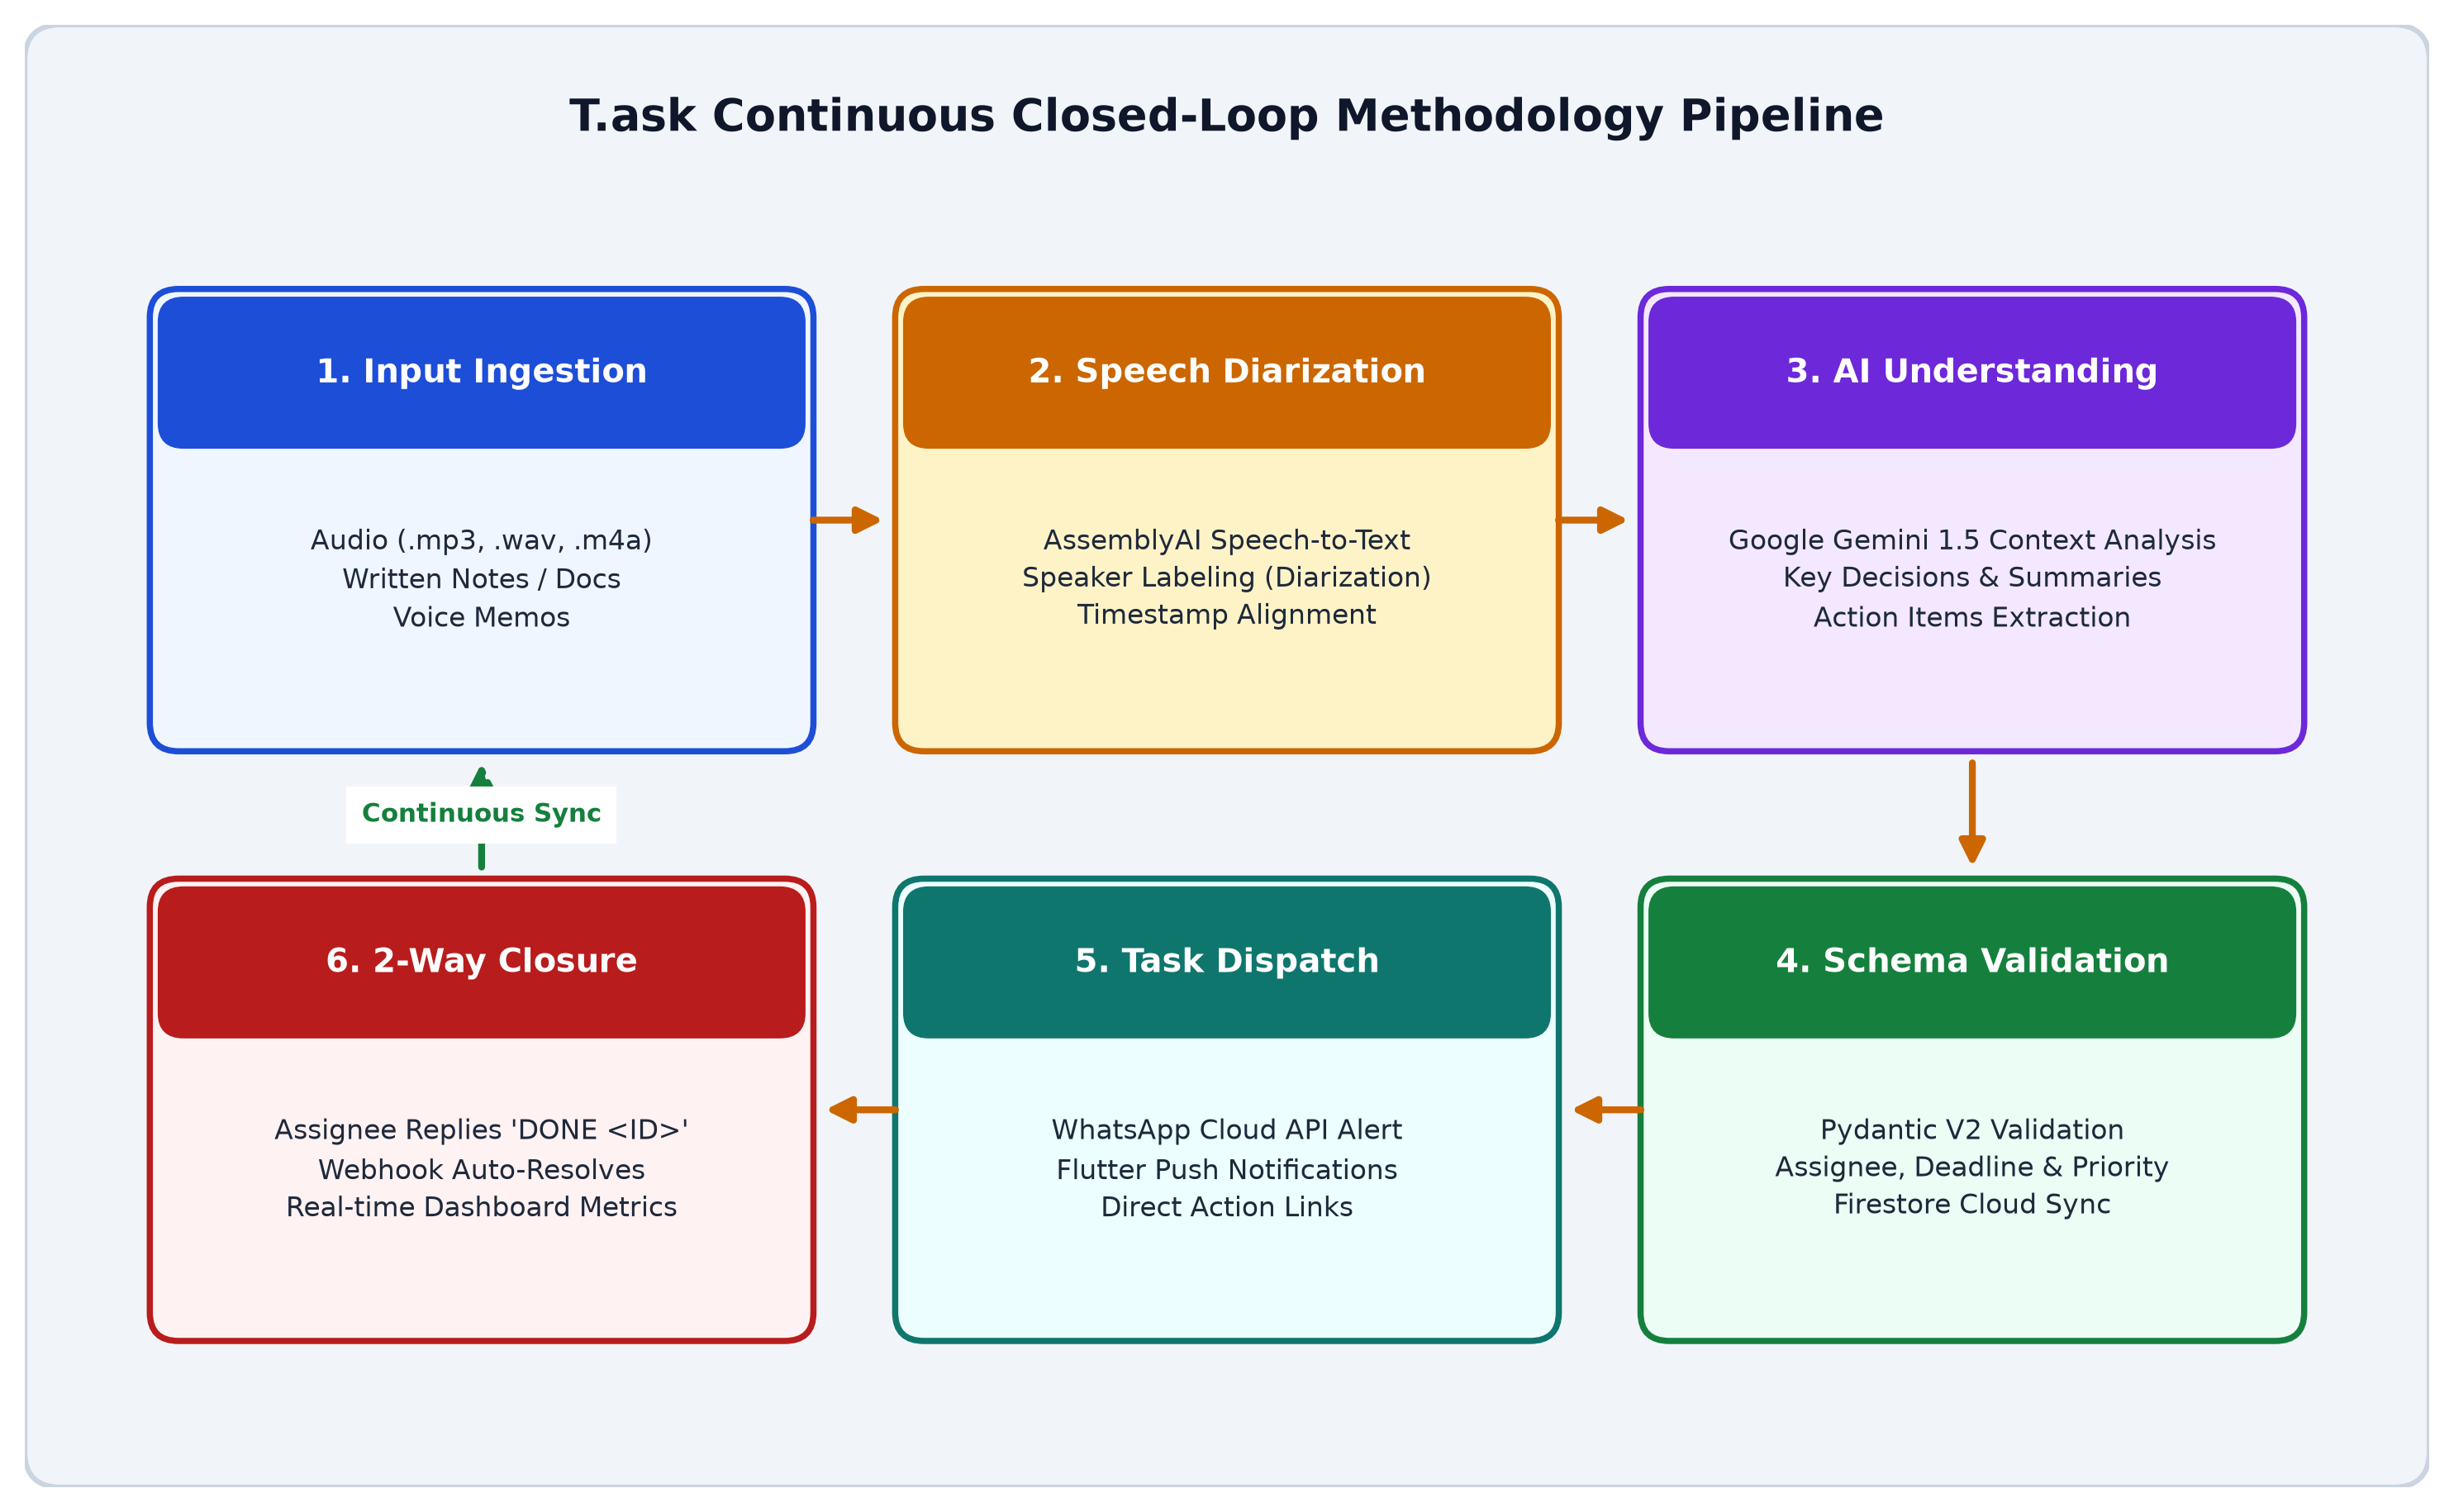 T.ask Continuous Closed-Loop Methodology Pipeline
1. Input Ingestion
Audio (.mp3, .wav, .m4a)
Written Notes / Docs
Voice Memos
2. Speech Diarization
AssemblyAI Speech-to-Text
Speaker Labeling (Diarization)
Timestamp Alignment
3. AI Understanding
Google Gemini 1.5 Context Analysis
Key Decisions & Summaries
Action Items Extraction
4. Schema Validation
Pydantic V2 Validation
Assignee, Deadline & Priority
Firestore Cloud Sync
5. Task Dispatch
WhatsApp Cloud API Alert
Flutter Push Notifications
Direct Action Links
6. 2-Way Closure
Assignee Replies 'DONE <ID>'
Webhook Auto-Resolves
Real-time Dashboard Metrics
Continuous Sync